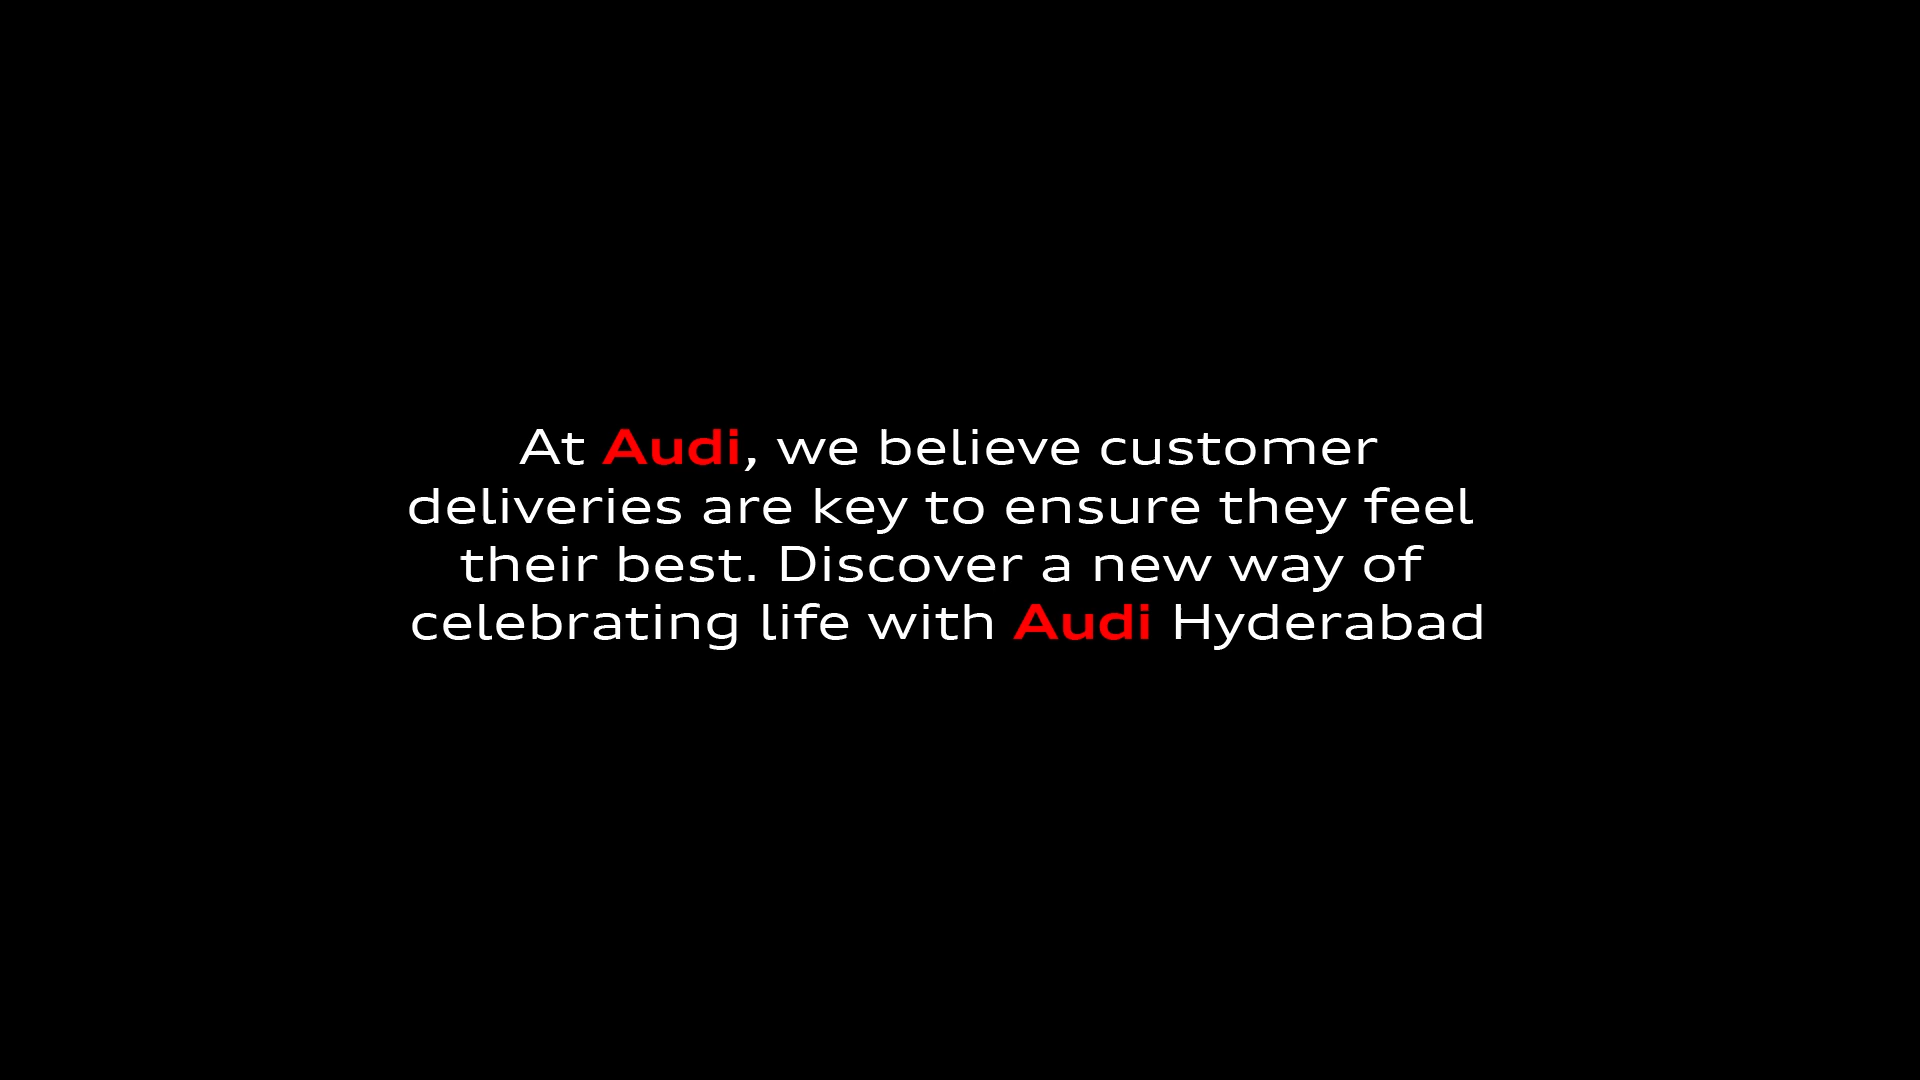 At Audi, we believe customer
deliveries are key to ensure they feel
their best. Discover a new way of
celebrating life with Audi Hyderabad